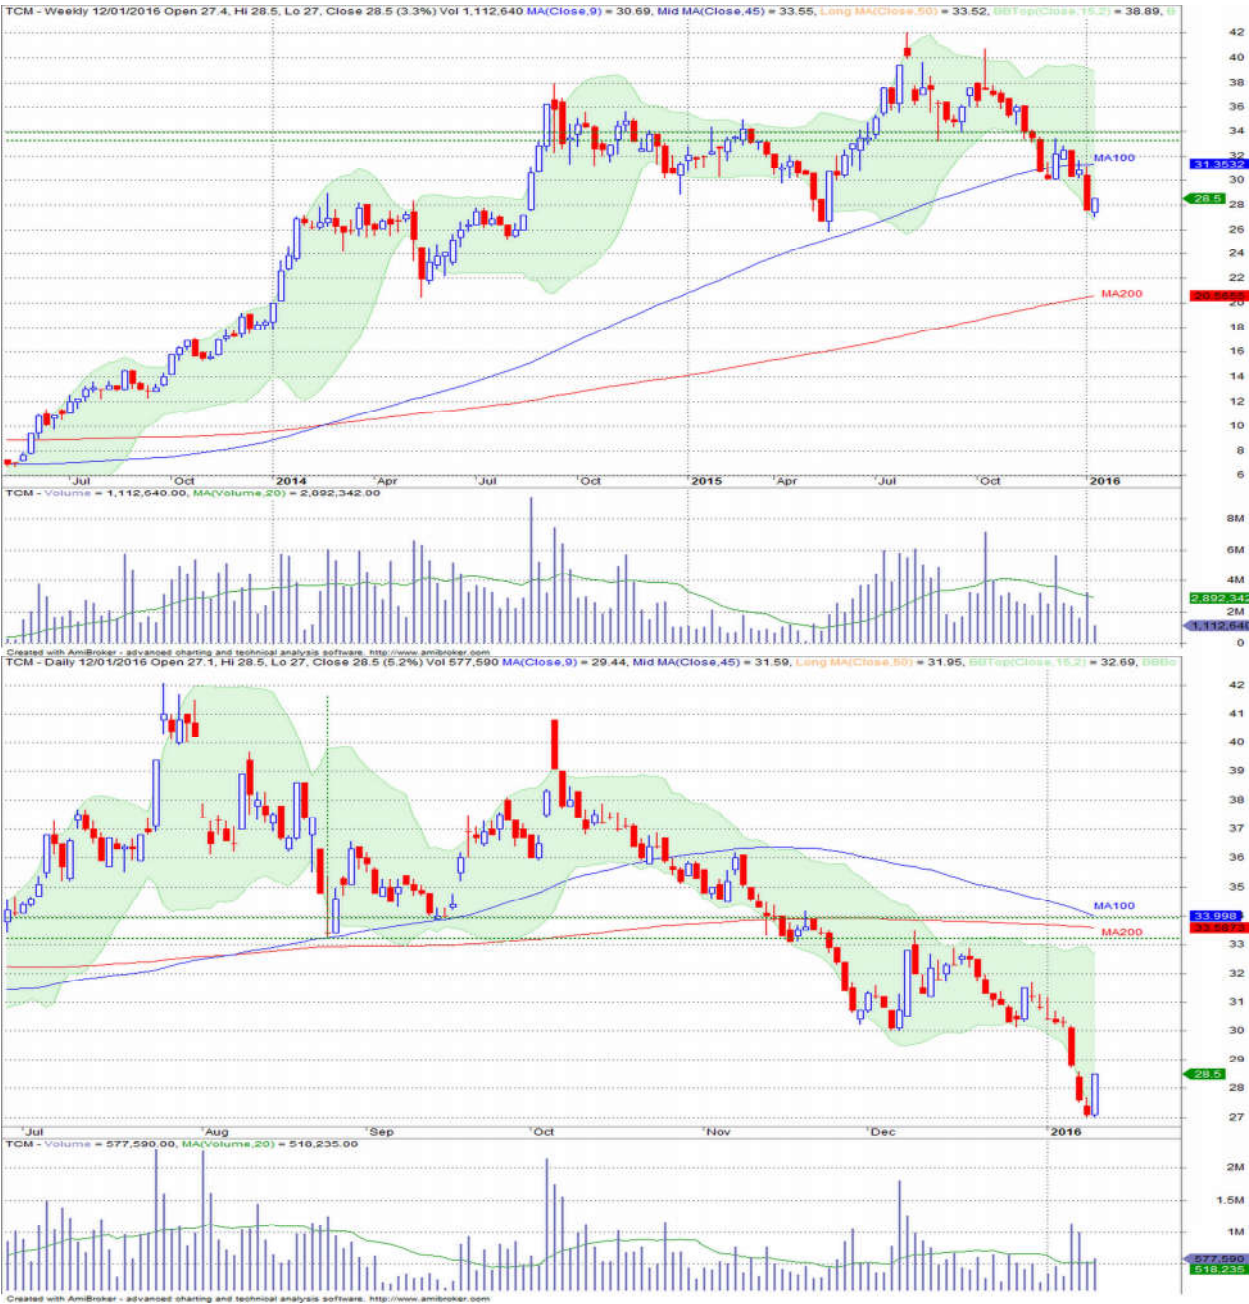 TCM - Weekly 12/01/2016 Open 27.4, Hi 28.5, Lo 27, Close 28.5 (3.3%) Vol 1,112,640 MA(Close,9) = 30.69, Mid MA(Close,45) = 33.55, Long MA(Close,50) = 33.52, BBTop(Close,15,2) = 38.89, B
42
40
38
36
34
32
MA100
31.3532
30
28.5
28
26
24
22
MA200
20
18
16
14
12
10
8
6
Jul Oct 2014 Apr Jul Oct 2015 Apr Jul Oct 2016
TCM - Volume = 1,112,640.00, MA(Volume,20) = 2,892,342.00
8M
6M
4M
2,892,342
2M
1,112,640
0
Created with AmiBroker - advanced charting and technical analysis software. http://www.amibroker.com
TCM - Daily 12/01/2016 Open 27.1, Hi 28.5, Lo 27, Close 28.5 (5.2%) Vol 577,590 MA(Close,9) = 29.44, Mid MA(Close,45) = 31.59, Long MA(Close,50) = 31.95, BBTop(Close,15,2) = 32.69, BBBo
42
41
40
39
38
37
36
35
MA100
33.998
MA200
33
32
31
30
29
28.5
28
27
Jul Aug Sep Oct Nov Dec 2016
TCM - Volume = 577,590.00, MA(Volume,20) = 518,235.00
2M
1.5M
1M
577,590
518,235
Created with AmiBroker - advanced charting and technical analysis software. http://www.amibroker.com